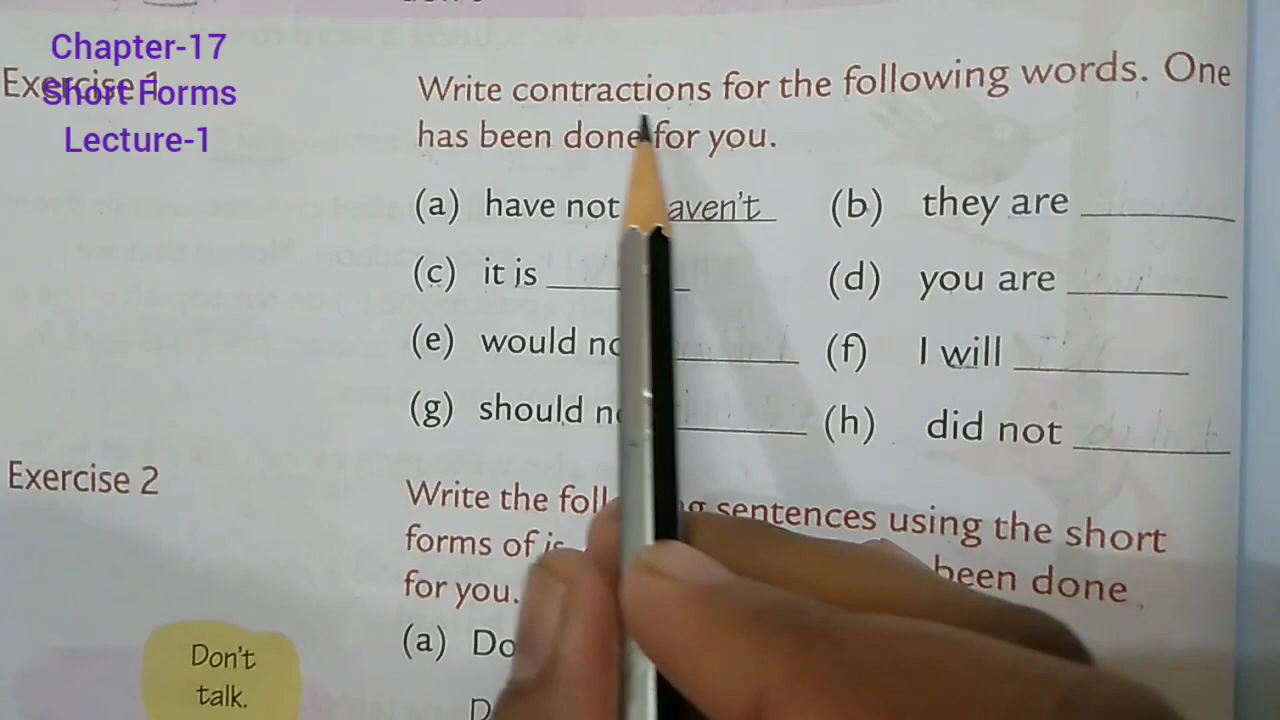 Chapter-17
Short Forms
Lecture-1
Exercise 1
Write contractions for the following words. One
has been done for you.
(a) have not aven't (b) they are
(c) it is (d) you are
(e) would (f) I will
(g) should (h) did not
Exercise 2
Write the sentences using the short
forms of been done
for you.
(a)
Don't
talk.